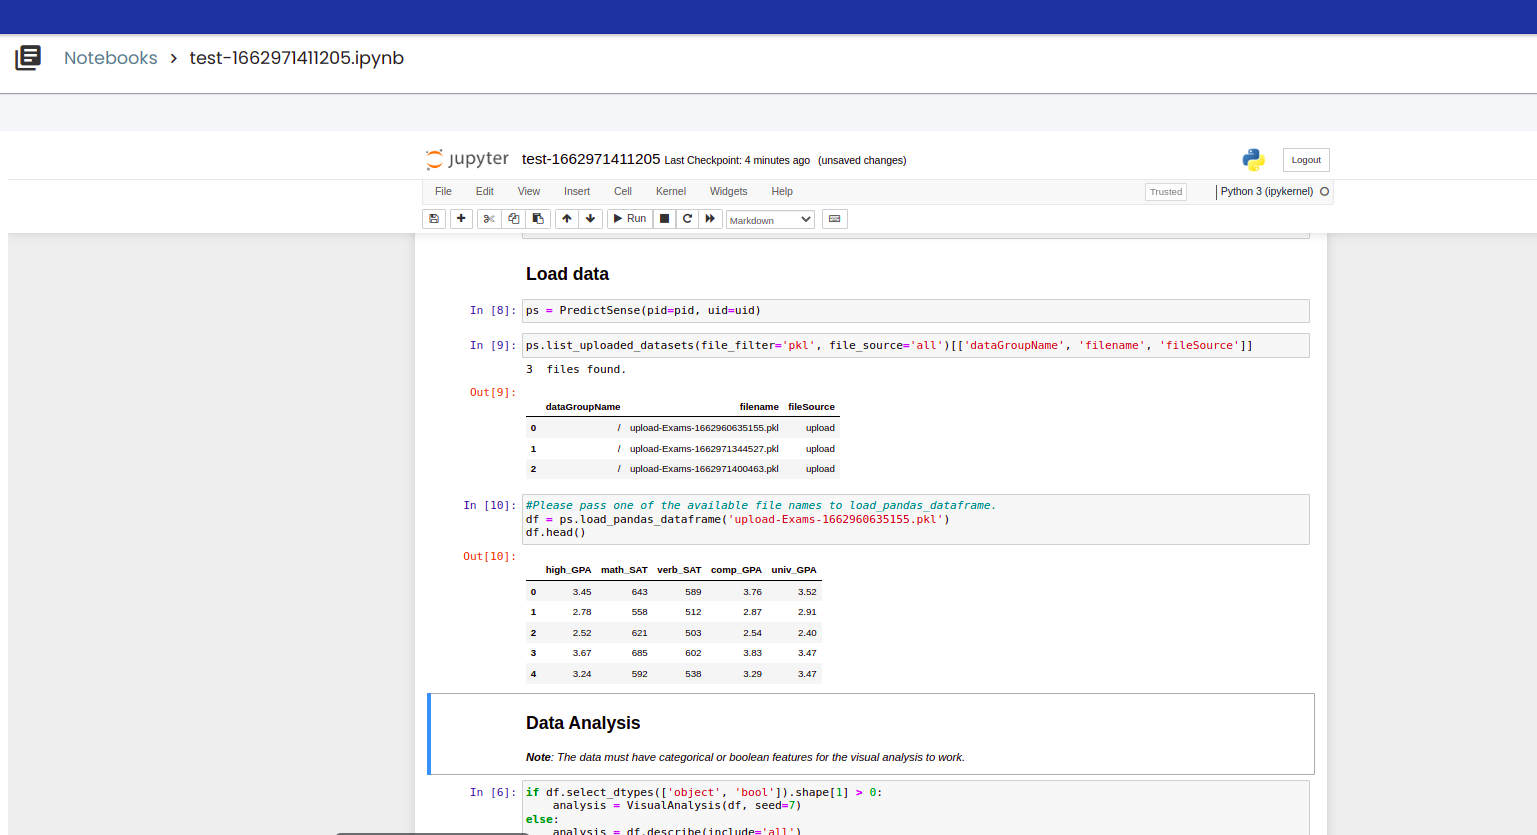 Notebooks > test-1662971411205.ipynb
jupyter test-1662971411205 Last Checkpoint: 4 minutes ago (unsaved changes)
Logout
File Edit View Insert Cell Kernel Widgets Help
Trusted
Python 3 (ipykernel)
Run
Markdown
Load data
In [8]: ps = PredictSense(pid=pid, uid=uid)
In [9]: ps.list_uploaded_datasets(file_filter='pkl', file_source='all')[['dataGroupName', 'filename', 'fileSource']]
3 files found.
Out[9]:
dataGroupName filename fileSource
0 / upload-Exams-1662960635155.pkl upload
1 / upload-Exams-1662971344527.pkl upload
2 / upload-Exams-1662971400463.pkl upload
In [10]: #Please pass one of the available file names to load_pandas_dataframe.
df = ps.load_pandas_dataframe('upload-Exams-1662960635155.pkl')
df.head()
Out[10]:
high_GPA math_SAT verb_SAT comp_GPA univ_GPA
0 3.45 643 589 3.76 3.52
1 2.78 558 512 2.87 2.91
2 2.52 621 503 2.54 2.40
3 3.67 685 602 3.83 3.47
4 3.24 592 538 3.29 3.47
Data Analysis
Note: The data must have categorical or boolean features for the visual analysis to work.
In [6]: if df.select_dtypes(['object', 'bool']).shape[1] > 0:
analysis = VisualAnalysis(df, seed=7)
else:
analysis = df.describe(include='all')